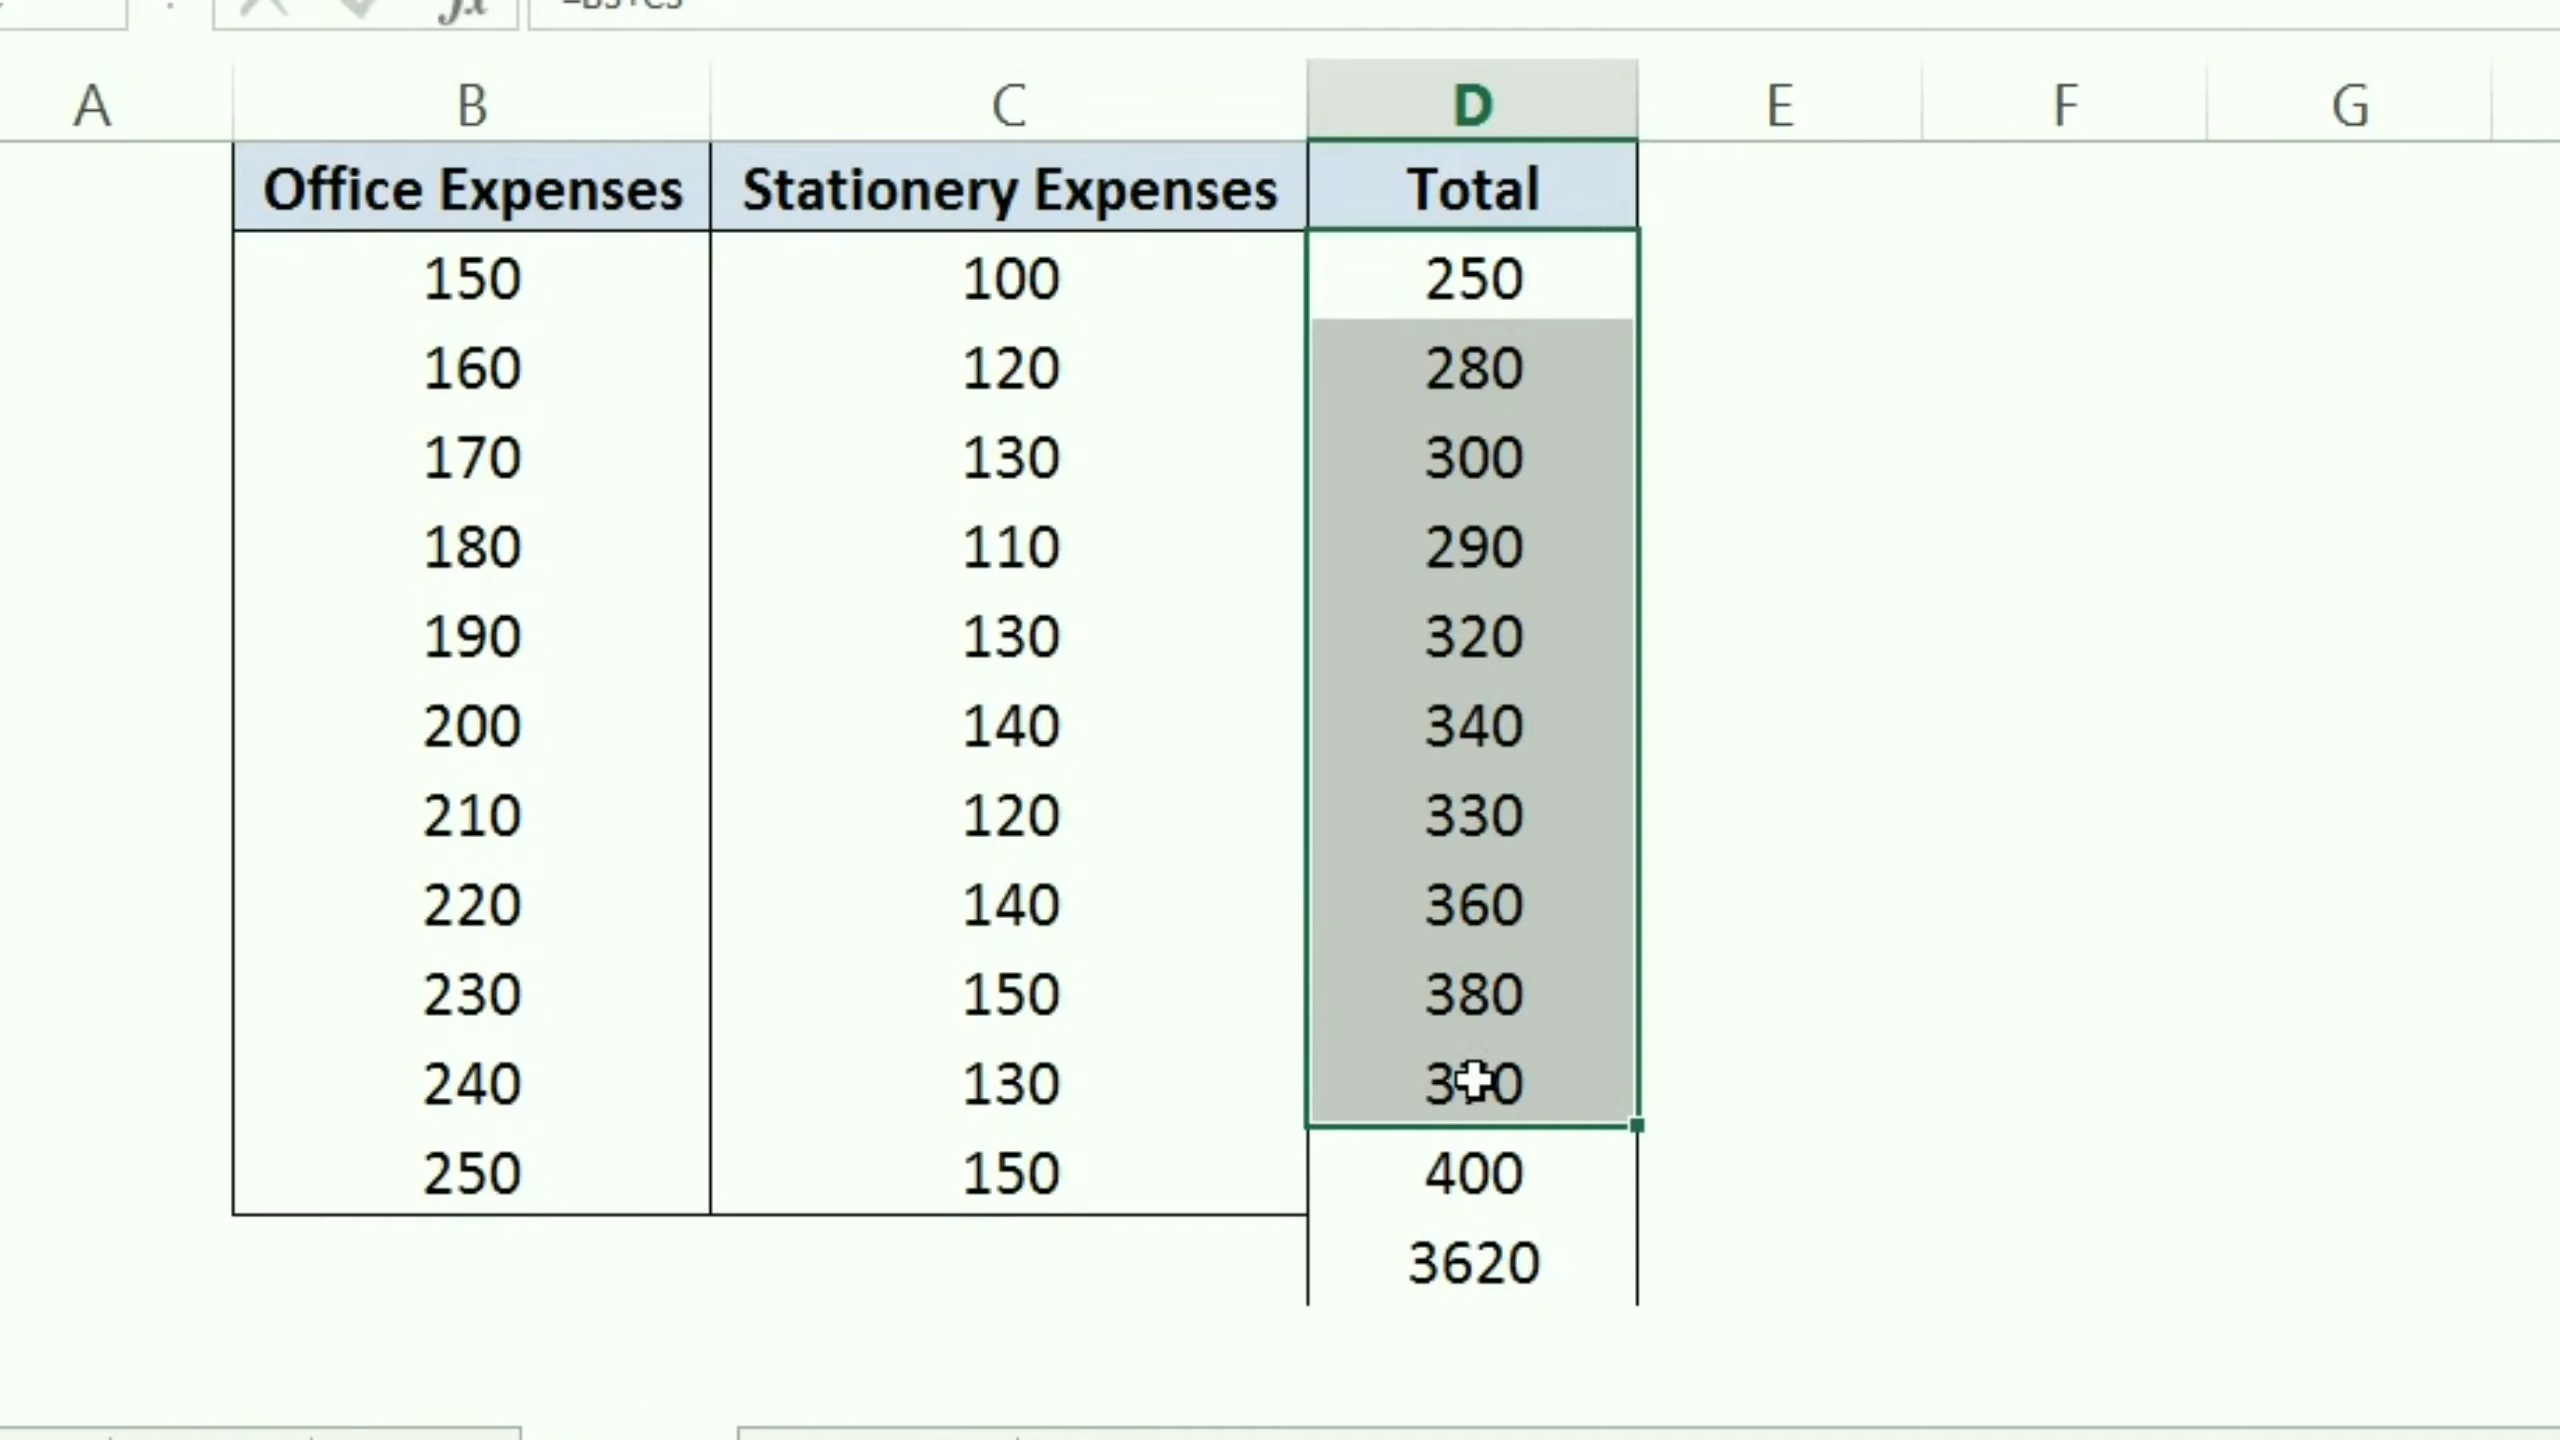 A B C D E F G
Office Expenses Stationery Expenses Total
150 100 250
160 120 280
170 130 300
180 110 290
190 130 320
200 140 340
210 120 330
220 140 360
230 150 380
240 130
250 150 400
3620